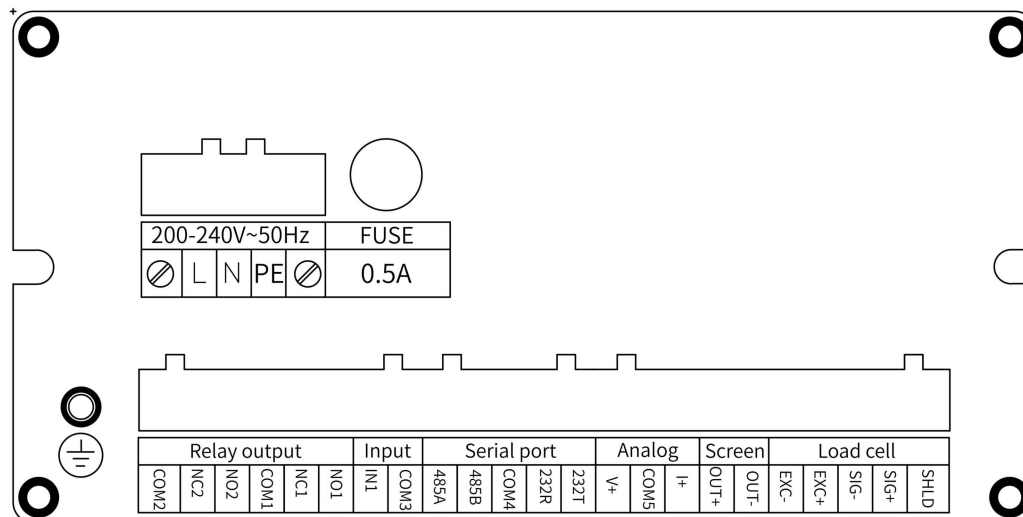 200-240V~50Hz FUSE
L N PE 0.5A
Relay output Input Serial port Analog Screen Load cell
COM2 NC2 NO2 COM1 NC1 NO1 IN1 COM3 485A 485B COM4 232R 232T V+ COM5 I+ OUT+ OUT- EXC- EXC+ SIG- SIG+ SHLD